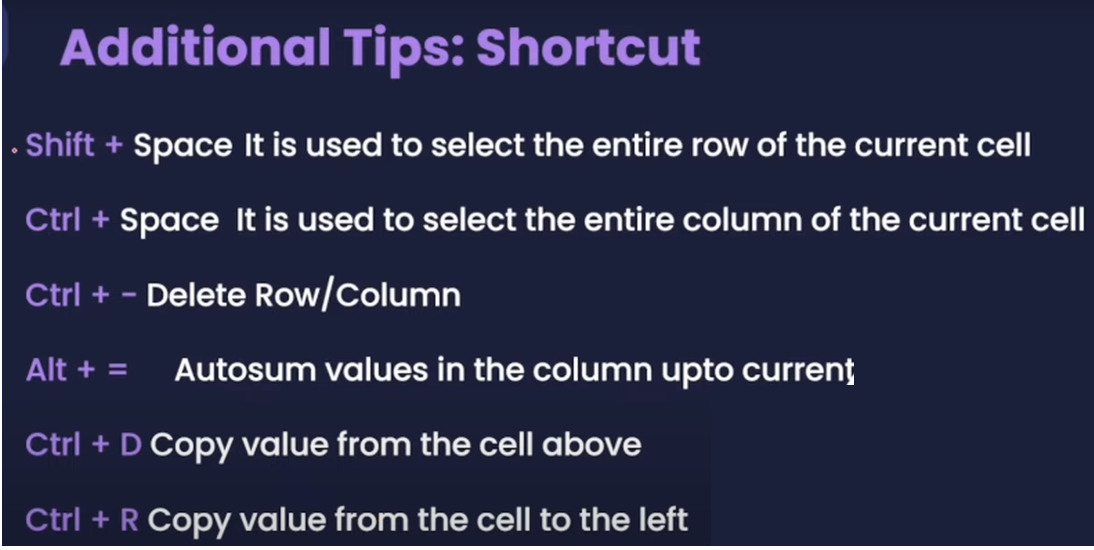 Additional Tips: Shortcut
Shift + Space It is used to select the entire row of the current cell
Ctrl + Space It is used to select the entire column of the current cell
Ctrl + - Delete Row/Column
Alt + = Autosum values in the column upto current
Ctrl + D Copy value from the cell above
Ctrl + R Copy value from the cell to the left